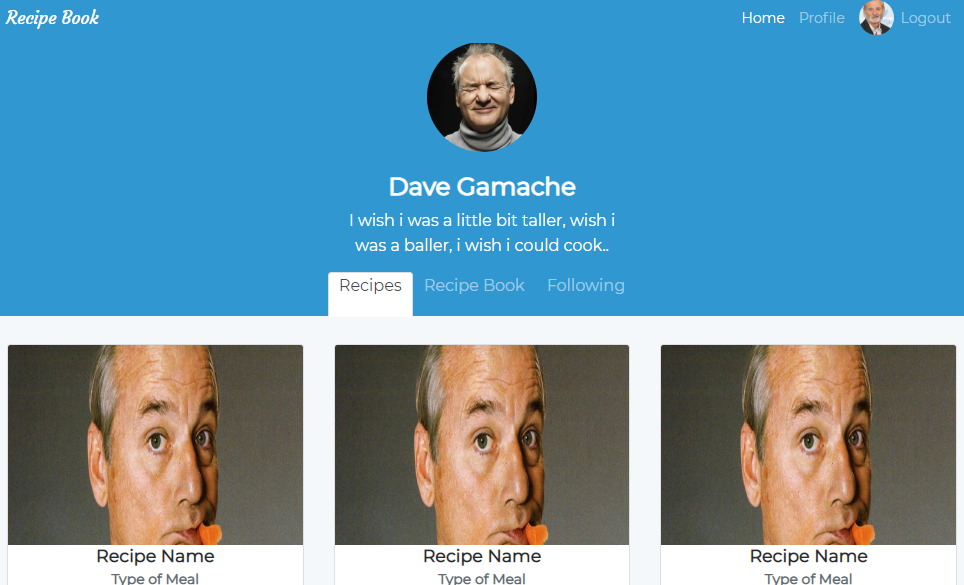 Recipe Book
Home Profile Logout
Dave Gamache
I wish i was a little bit taller, wish i
was a baller, i wish i could cook..
Recipes Recipe Book Following
Recipe Name
Type of Meal
Recipe Name
Type of Meal
Recipe Name
Type of Meal